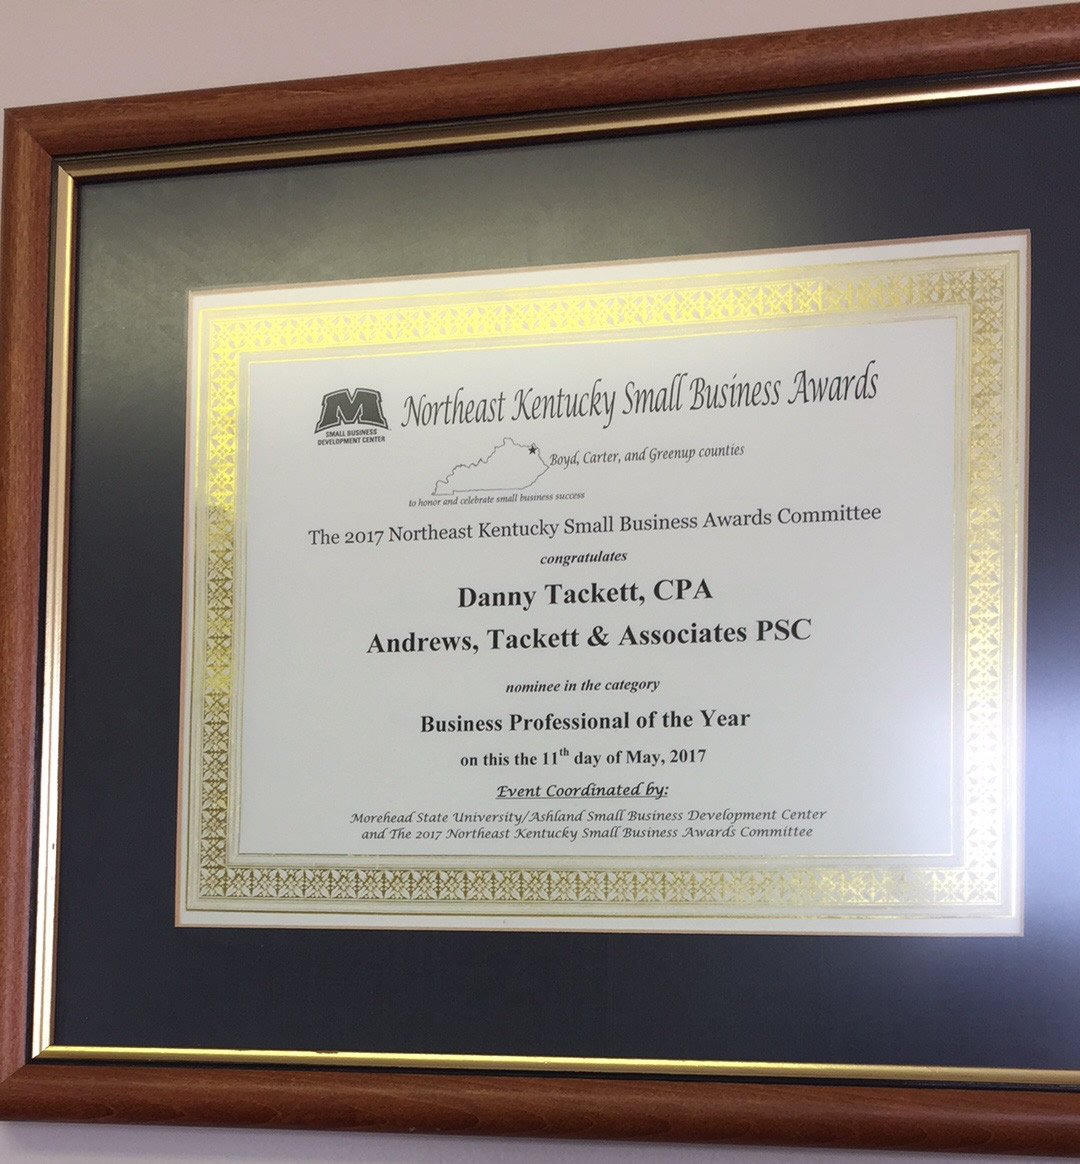 M
SMALL BUSINESS
DEVELOPMENT CENTER
Northeast Kentucky Small Business Awards
Boyd, Carter, and Greenup counties
to honor and celebrate small business success
The 2017 Northeast Kentucky Small Business Awards Committee
congratulates
Danny Tackett, CPA
Andrews, Tackett & Associates PSC
nominee in the category
Business Professional of the Year
on this the 11th day of May, 2017
Event Coordinated by:
Morehead State University/Ashland Small Business Development Center
and The 2017 Northeast Kentucky Small Business Awards Committee